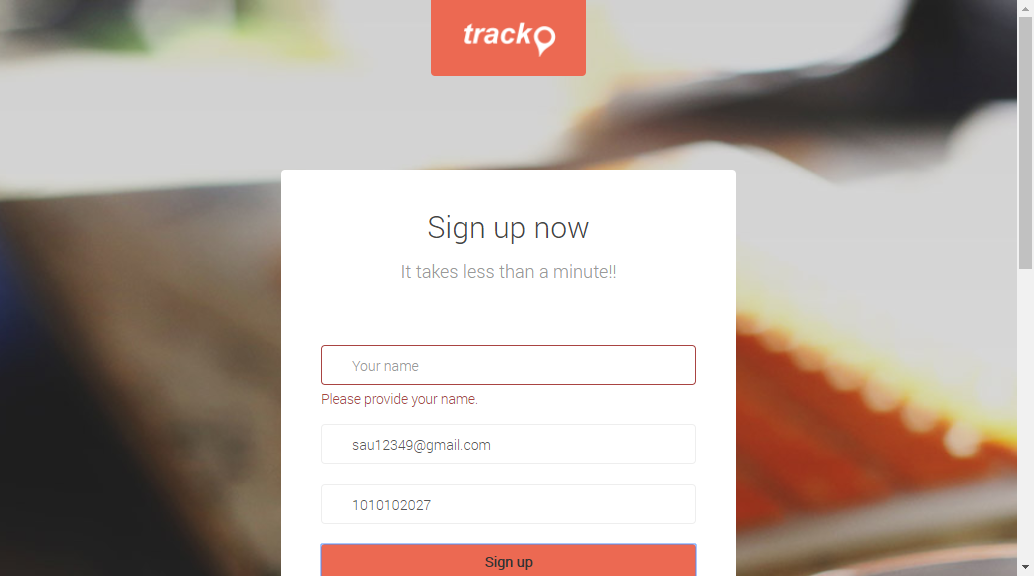 track
Sign up now
It takes less than a minute!!
Your name
Please provide your name.
sau12349@gmail.com
1010102027
Sign up